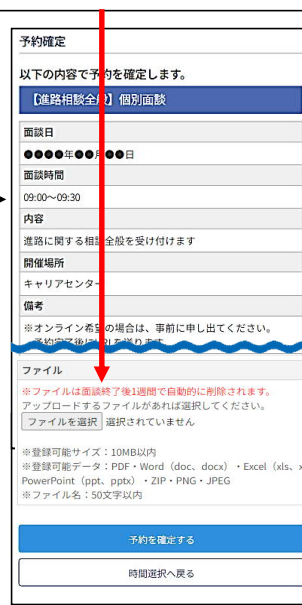 予約確定
以下の内容で予約を確定します。
【進路相談全般】個別面談
面談日
●●●●年●●月●●日
面談時間
09:00～09:30
内容
進路に関する相談全般を受け付けます
開催場所
キャリアセンター
備考
※オンライン希望の場合は、事前に申し出てください。
ファイル
※ファイルは面談終了後1週間で自動的に削除されます。
アップロードするファイルがあれば選択してください。
ファイルを選択 選択されていません
※登録可能サイズ：10MB以内
※登録可能データ：PDF・Word（doc、docx）・Excel（xls、x
PowerPoint（ppt、pptx）・ZIP・PNG・JPEG
※ファイル名：50文字以内
予約を確定する
時間選択へ戻る